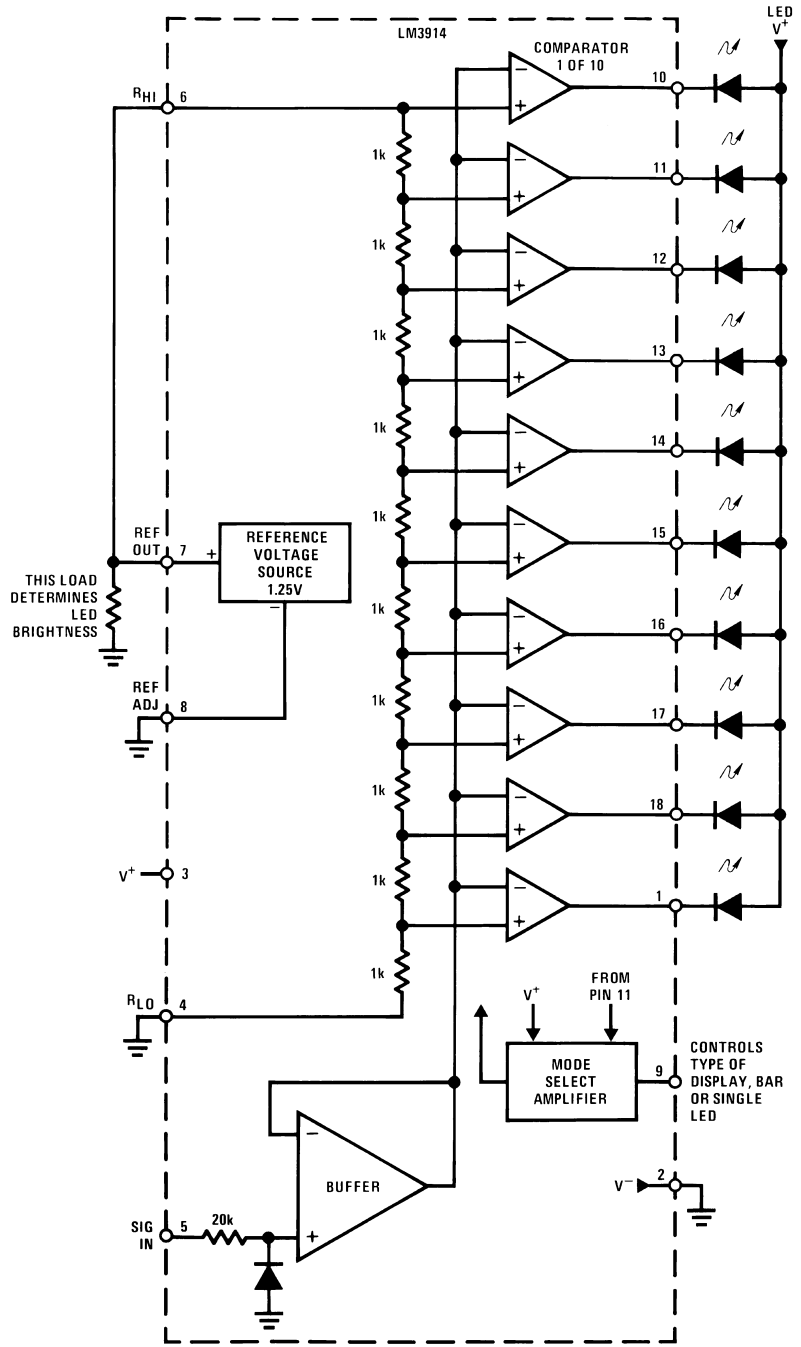 LED
V+
LM3914
COMPARATOR
1 OF 10
RHI
6
−
+
10
1k
−
+
11
1k
−
+
12
1k
−
+
13
1k
−
+
14
1k
−
+
15
REF
OUT
7
+
REFERENCE
VOLTAGE
SOURCE
1.25V
−
THIS LOAD
DETERMINES
LED
BRIGHTNESS
1k
−
+
16
REF
ADJ
8
1k
−
+
17
1k
−
+
18
V+
3
1k
−
+
1
1k
RLO
4
V+
FROM
PIN 11
MODE
SELECT
AMPLIFIER
9
CONTROLS
TYPE OF
DISPLAY, BAR
OR SINGLE
LED
−
BUFFER
+
V−
2
SIG
IN
5
20k